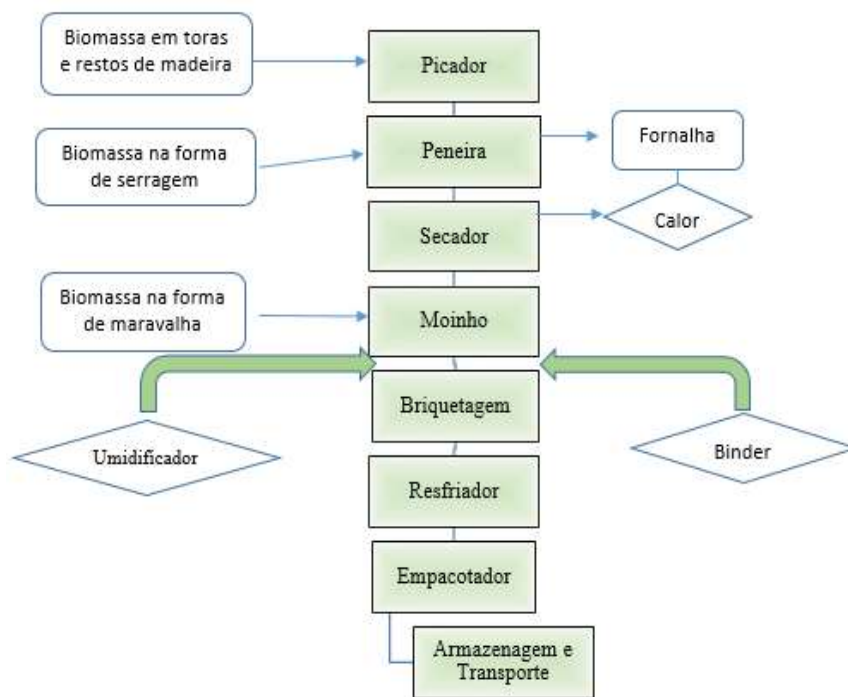 Biomassa em toras
e restos de madeira
Picador
Biomassa na forma
de serragem
Peneira
Fornalha
Secador
Calor
Biomassa na forma
de maravalha
Moinho
Briquetagem
Umidificador
Binder
Resfriador
Empacotador
Armazenagem e
Transporte